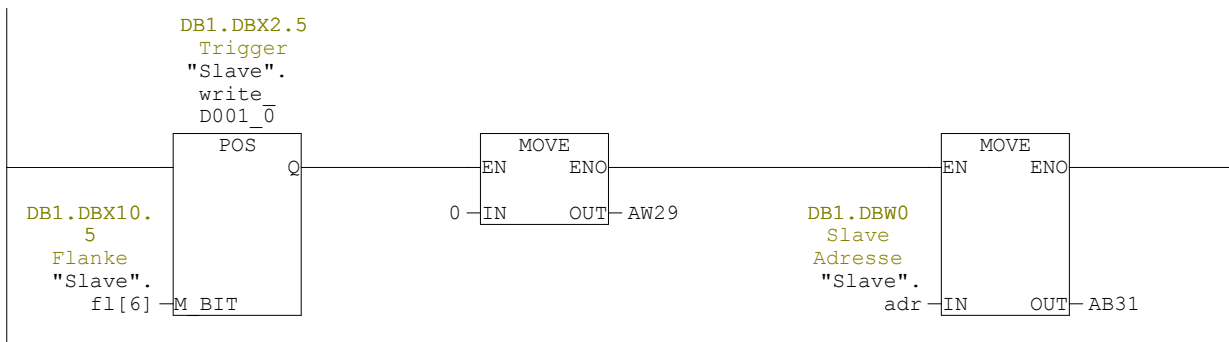 DB1.DBX2.5
Trigger
"Slave".
write_
D001_0
POS
Q
DB1.DBX10.
5
Flanke
"Slave".
fl[6]
M_BIT
MOVE
EN ENO
0 IN OUT AW29
MOVE
EN ENO
DB1.DBW0
Slave
Adresse
"Slave".
adr IN OUT AB31